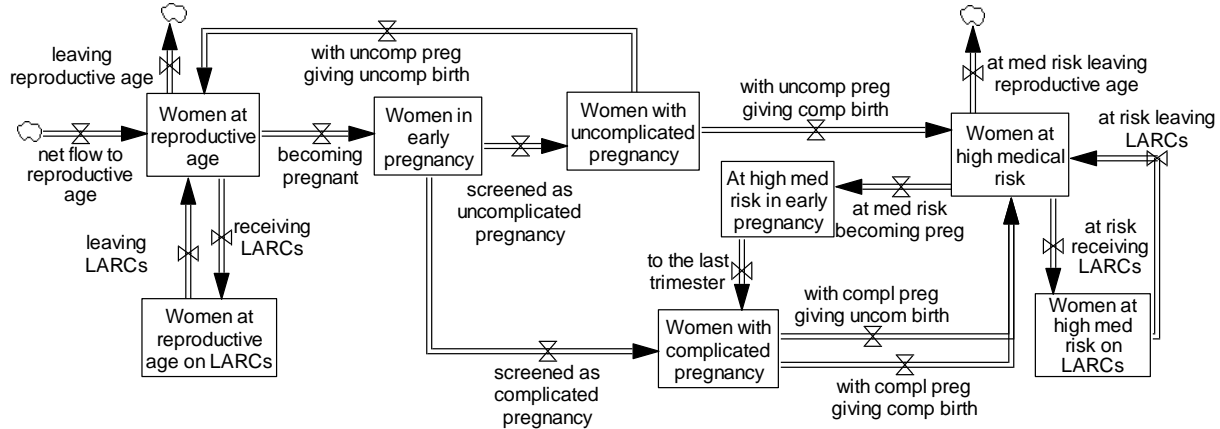 with uncomp preg
giving uncomp birth
leaving
reproductive age
at med risk leaving
reproductive age
with uncomp preg
giving comp birth
Women at
reproductive
age
Women in
early
pregnancy
Women with
uncomplicated
pregnancy
Women at
high medical
risk
at risk leaving
LARCs
net flow to
reproductive
age
becoming
pregnant
screened as
uncomplicated
pregnancy
At high med
risk in early
pregnancy
at med risk
becoming preg
leaving
LARCs
receiving
LARCs
at risk
receiving
LARCs
to the last
trimester
with compl preg
giving uncom birth
Women at
reproductive
age on LARCs
Women with
complicated
pregnancy
Women at
high med
risk on
LARCs
screened as
complicated
pregnancy
with compl preg
giving comp birth